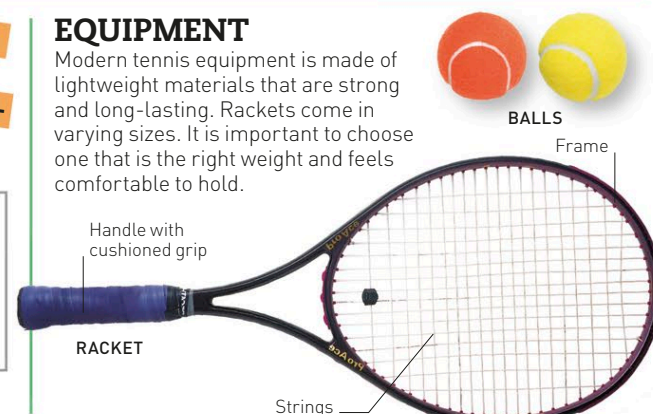 EQUIPMENT
Modern tennis equipment is made of
lightweight materials that are strong
and long-lasting. Rackets come in
varying sizes. It is important to choose
one that is the right weight and feels
comfortable to hold.
BALLS
Frame
Handle with
cushioned grip
ProAce
ProAce
RACKET
Strings